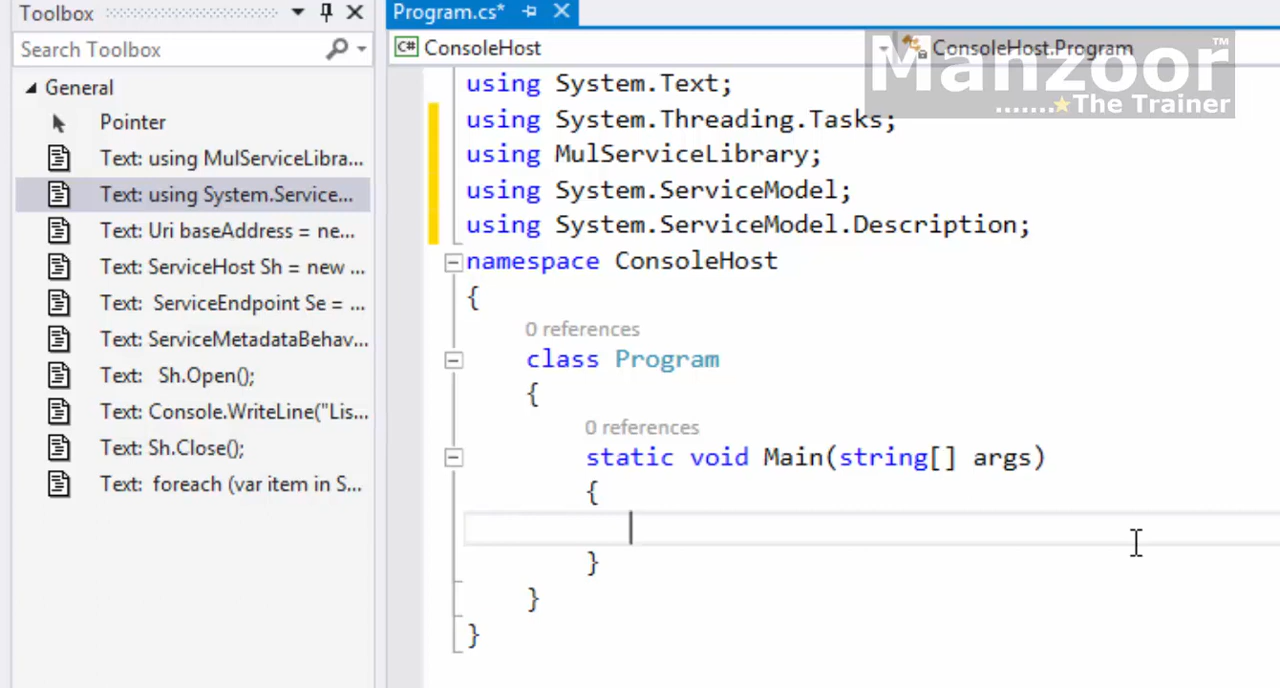 Toolbox
Search Toolbox
General
Pointer
Text: using MulServiceLibra...
Text: using System.Service...
Text: Uri baseAddress = ne...
Text: ServiceHost Sh = new ...
Text:  ServiceEndpoint Se = ...
Text: ServiceMetadataBehav...
Text:   Sh.Open();
Text: Console.WriteLine("Lis...
Text: Sh.Close();
Text:  foreach (var item in S...
Program.cs*
C# ConsoleHost
ConsoleHost.Program
Manzoor™
.......The Trainer
using System.Text;
using System.Threading.Tasks;
using MulServiceLibrary;
using System.ServiceModel;
using System.ServiceModel.Description;
namespace ConsoleHost
{
0 references
class Program
{
0 references
static void Main(string[] args)
{
}
}
}